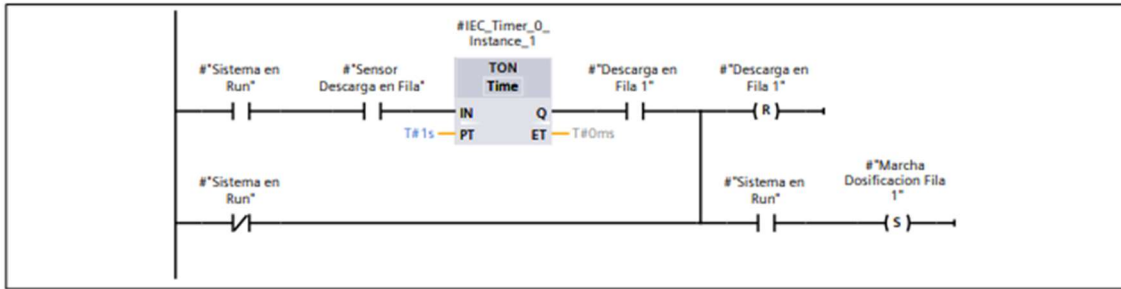 #IEC_Timer_0_
Instance_1
#"Sistema en
Run"
#"Sensor
Descarga en Fila"
TON
Time
#"Descarga en
Fila 1"
#"Descarga en
Fila 1"
IN
Q
R
T#1s
PT
ET
T#0ms
#"Sistema en
Run"
#"Sistema en
Run"
#"Marcha
Dosificacion Fila
1"
S